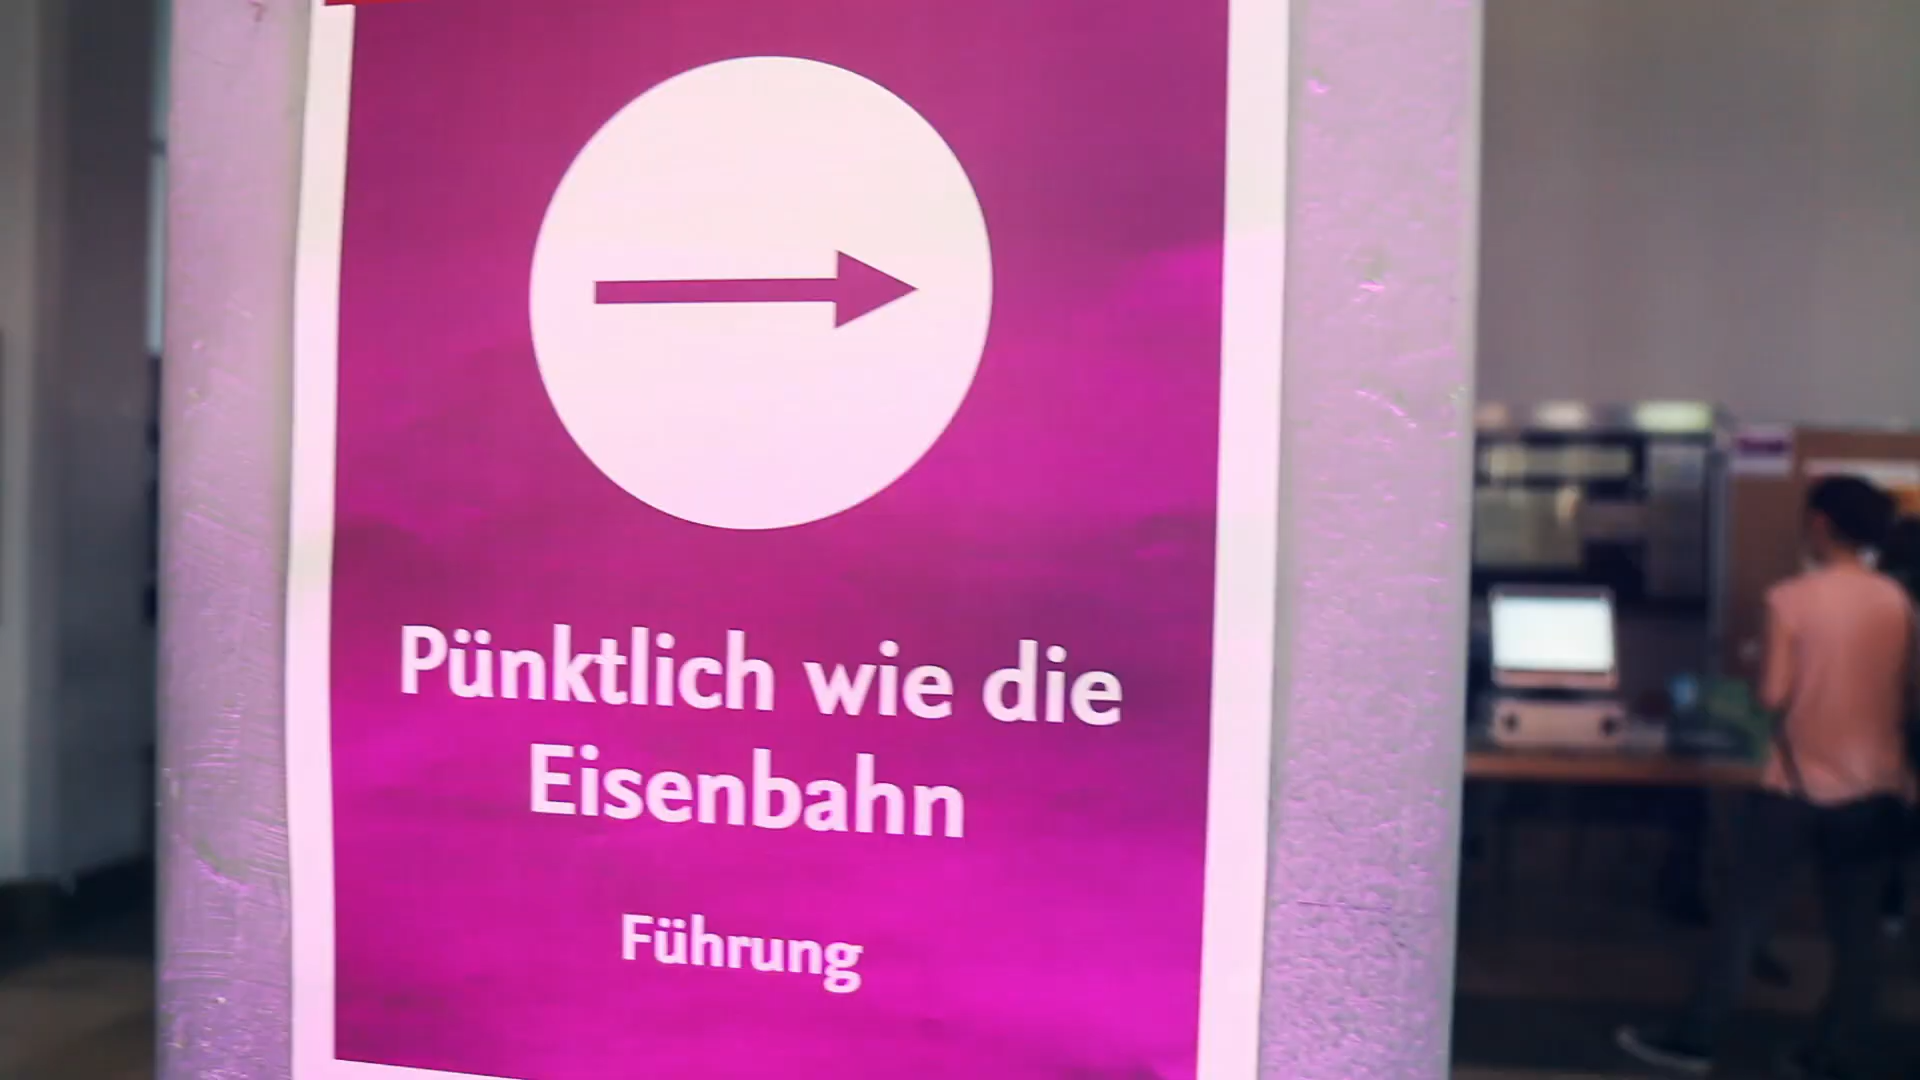 Pünktlich wie die
Eisenbahn
Führung